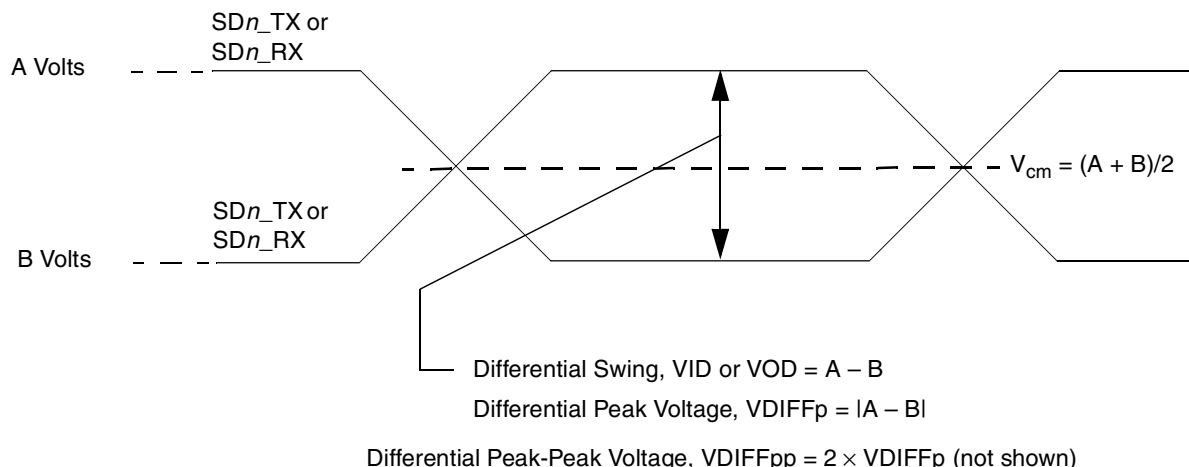 SDn_TX or
SDn_RX
A Volts
Vcm = (A + B)/2
SDn_TX or
SDn_RX
B Volts
Differential Swing, VID or VOD = A – B
Differential Peak Voltage, VDIFFp = |A – B|
Differential Peak-Peak Voltage, VDIFFpp = 2 × VDIFFp (not shown)